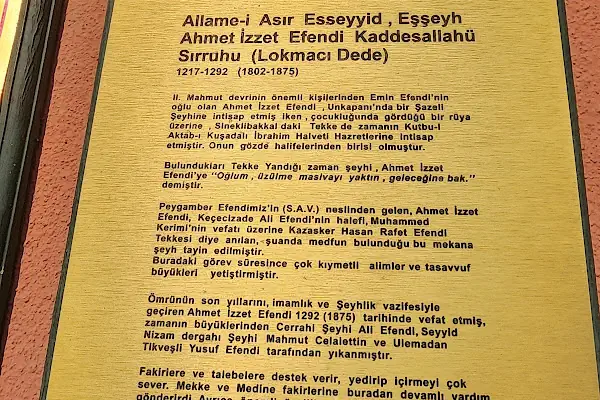 Allame-i Asır Esseyyid , Eşşeyh
Ahmet İzzet Efendi Kaddesallahü
Sırruhu (Lokmacı Dede)
1217-1292 (1802-1875)
II. Mahmut devrinin önemli kişilerinden Emin Efendi'nin
oğlu olan Ahmet İzzet Efendi , Unkapanı'nda bir Şazeli
Şeyhine intisap etmiş iken , çocukluğunda gördüğü bir rüya
üzerine , Sineklibakkal'daki Tekke de zamanın Kutbu-l
Aktab-ı Kuşadalı İbrahim Halveti Hazretlerine intisap
etmiştir. Onun gözde halifelerinden birisi olmuştur.
Bulundukları Tekke Yandığı zaman şeyhi , Ahmet İzzet
Efendi'ye "Oğlum , üzülme masivayı yaktın , geleceğine bak."
demiştir.
Peygamber Efendimiz'in (S.A.V.) neslinden gelen, Ahmet İzzet
Efendi, Keçecizade Ali Efendi'nin halefi, Muhammed
Kerimi'nin vefatı üzerine Kazasker Hasan Rafet Efendi
Tekkesi diye anılan, şuanda medfun bulunduğu bu mekana
şeyh tayin edilmiştir.
Buradaki görev süresince çok kıymetli alimler ve tasavvuf
büyükleri yetiştirmiştir.
Ömrünün son yıllarını, imamlık ve Şeyhlik vazifesiyle
geçiren Ahmet İzzet Efendi 1292 (1875) tarihinde vefat etmiş,
zamanın büyüklerinden Cerrahi Şeyhi Ali Efendi, Seyyid
Nizam dergahı Şeyhi Mahmut Celalettin ve Ulemadan
Tikveşli Yusuf Efendi tarafından yıkanmıştır.
Fakirlere ve talebelere destek verir, yedirip içirmeyi çok
sever. Mekke ve Medine fakirlerine buradan devamlı yardım
gönderirdi Ayrıca